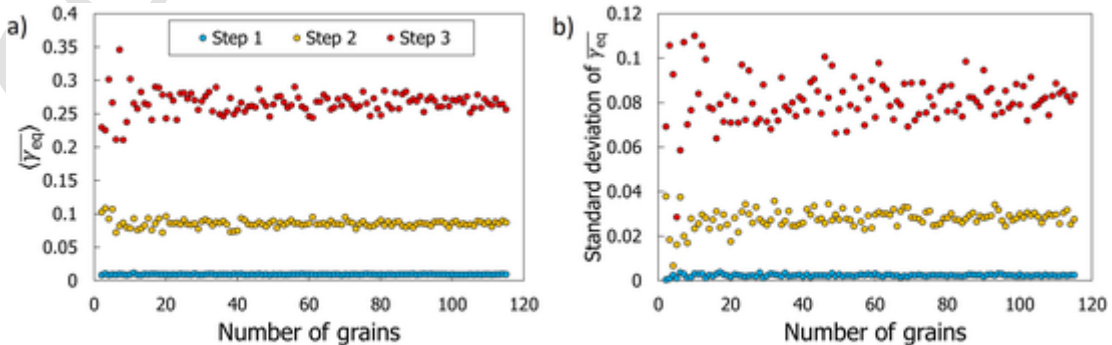 a)
0.4
0.35
0.3
0.25
0.2
0.15
0.1
0.05
0
⟨γ̅eq⟩
Step 1 Step 2 Step 3
0 20 40 60 80 100 120
Number of grains
b)
0.12
0.1
0.08
0.06
0.04
0.02
0
Standard deviation of γ̅eq
0 20 40 60 80 100 120
Number of grains